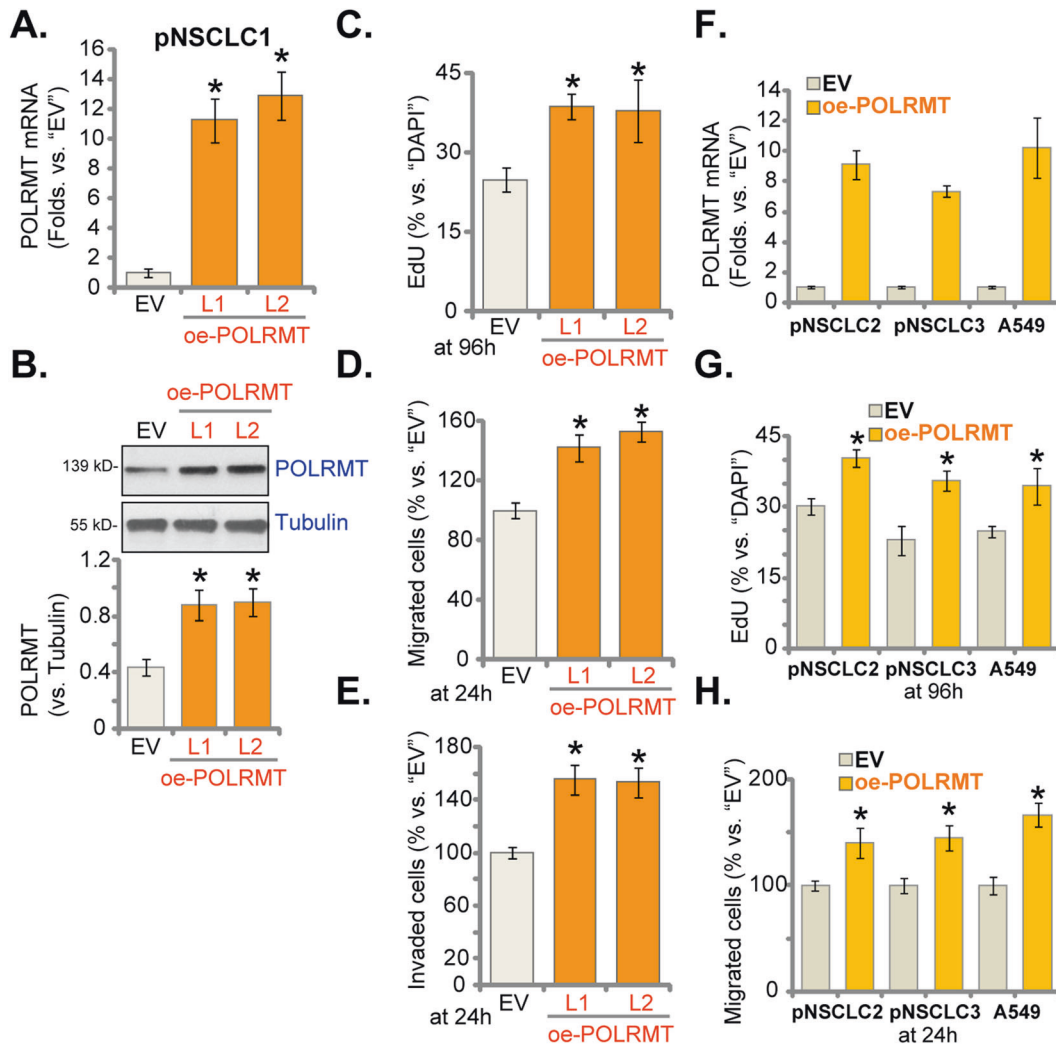 A.
pNSCLC1
POLRMT mRNA
(Folds. vs. “EV”)
16
14
12
10
8
6
4
2
0
*
*
EV
L1
L2
oe-POLRMT
B.
oe-POLRMT
EV
L1
L2
139 kD-
POLRMT
55 kD-
Tubulin
POLRMT
(vs. Tubulin)
1.2
0.8
0.4
0
*
*
EV
L1
L2
oe-POLRMT
C.
EdU (% vs. “DAPI”)
45
30
15
0
*
*
EV
L1
L2
at 96h
oe-POLRMT
D.
Migrated cells (% vs. “EV”)
160
120
80
40
0
*
*
EV
L1
L2
at 24h
oe-POLRMT
E.
Invaded cells (% vs. “EV”)
180
140
100
60
20
0
*
*
EV
L1
L2
at 24h
oe-POLRMT
F.
EV
oe-POLRMT
POLRMT mRNA
(Folds. vs. “EV”)
14
12
10
8
6
4
2
0
pNSCLC2
pNSCLC3
A549
G.
EV
oe-POLRMT
EdU (% vs. “DAPI”)
45
30
15
0
*
*
*
pNSCLC2
pNSCLC3
A549
at 96h
H.
EV
oe-POLRMT
Migrated cells (% vs. “EV”)
200
100
0
*
*
*
pNSCLC2
pNSCLC3
A549
at 24h